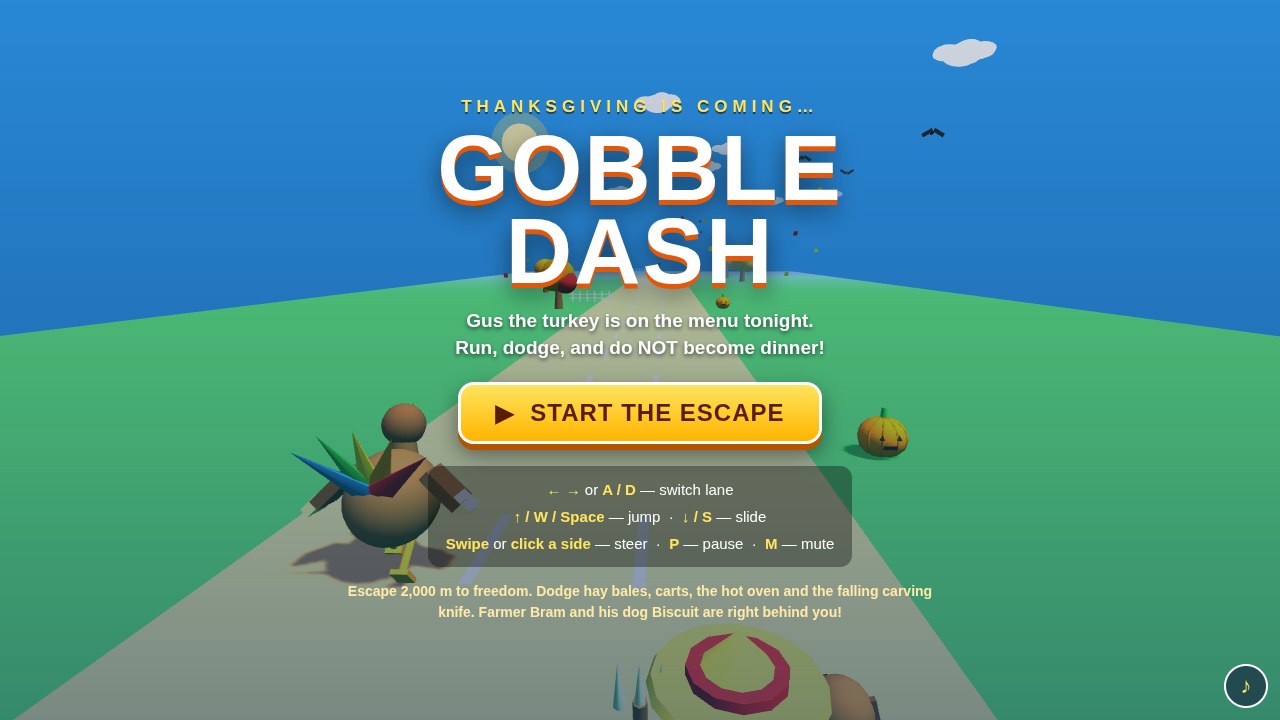 THANKSGIVING IS COMING…
GOBBLE
DASH
Gus the turkey is on the menu tonight.
Run, dodge, and do NOT become dinner!
▶ START THE ESCAPE
← → or A / D — switch lane
↑ / W / Space — jump · ↓ / S — slide
Swipe or click a side — steer · P — pause · M — mute
Escape 2,000 m to freedom. Dodge hay bales, carts, the hot oven and the falling carving
knife. Farmer Bram and his dog Biscuit are right behind you!
♪